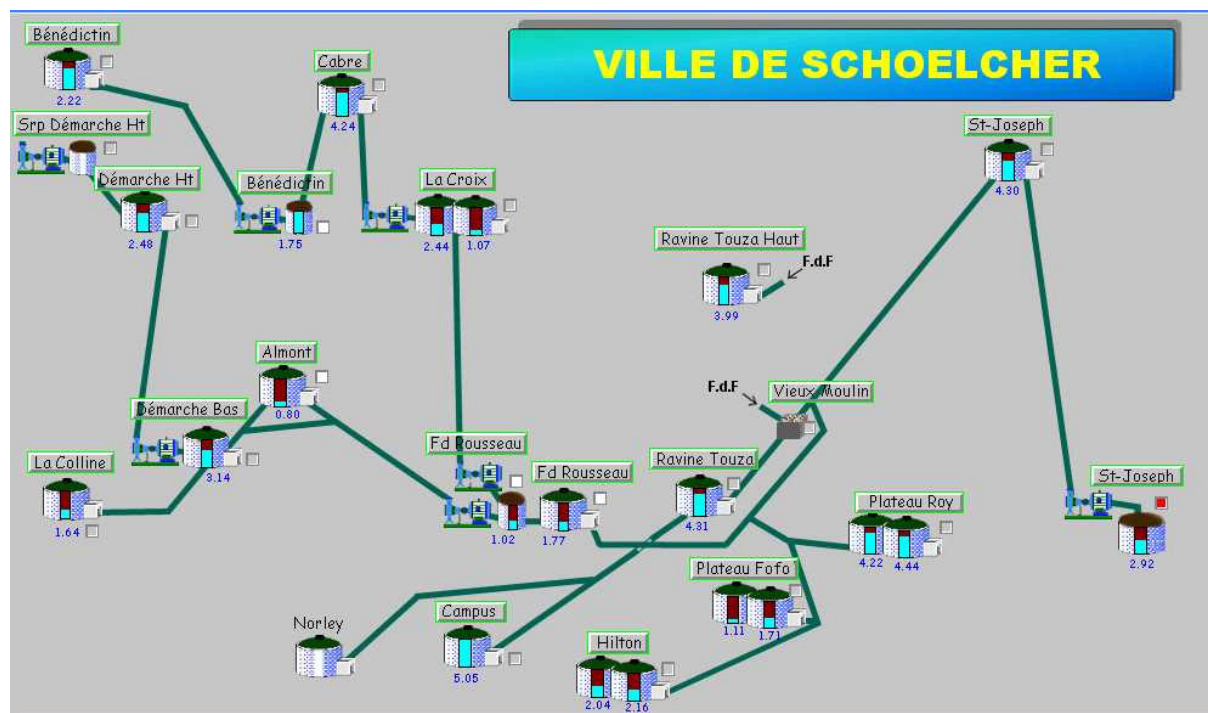 VILLE DE SCHOELCHER
Bénédictin
2.22
Cabre
4.24
Srp Démarche Ht
Démarche Ht
2.48
Bénédictin
1.75
La Croix
2.44
1.07
St-Joseph
4.30
Ravine Touza Haut
F.d.F
3.99
Almont
0.80
F.d.F
Vieux Moulin
Démarche Bas
3.14
La Colline
1.64
Fd Rousseau
1.02
Fd Rousseau
1.77
Ravine Touza
4.31
Plateau Roy
4.22
4.44
St-Joseph
2.92
Plateau Fofo
1.11
1.71
Norley
Campus
5.05
Hilton
2.04
2.16